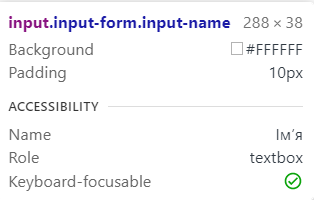 input.input-form.input-name 288 × 38
Background #FFFFFF
Padding 10px
ACCESSIBILITY
Name Ім´я
Role textbox
Keyboard-focusable